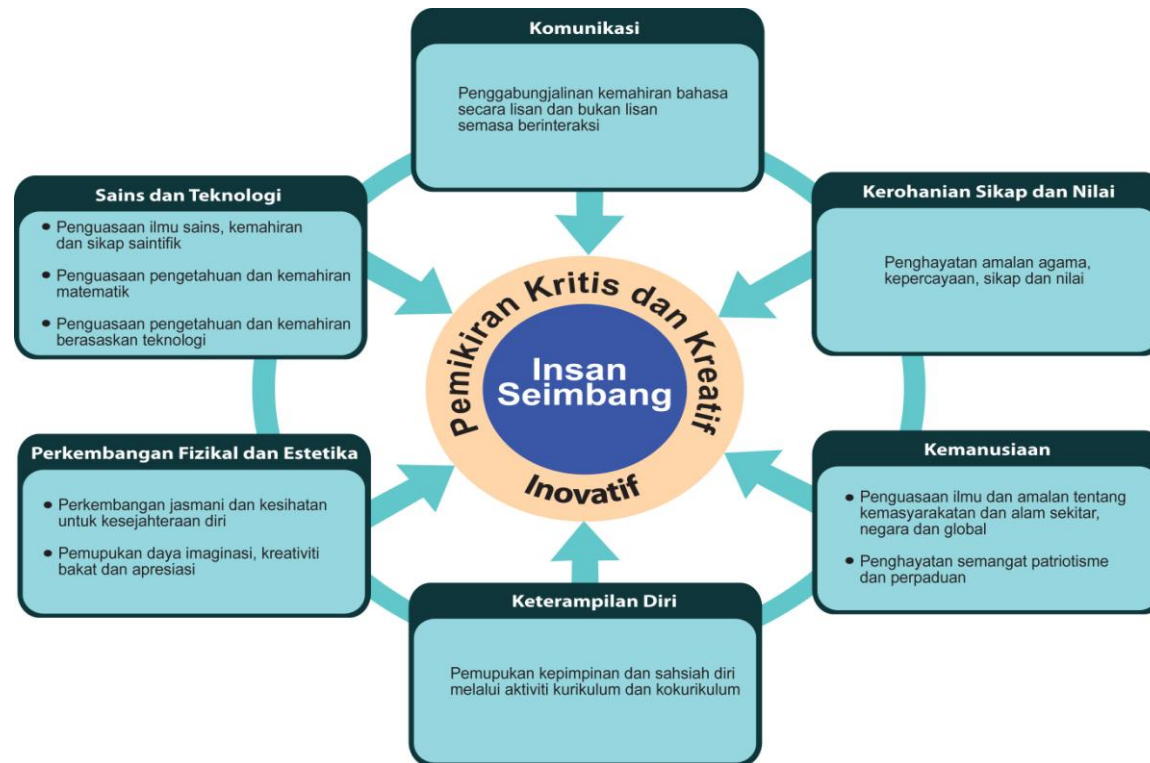 Komunikasi
Penggabungjalinan kemahiran bahasa
secara lisan dan bukan lisan
semasa berinteraksi
Sains dan Teknologi
● Penguasaan ilmu sains, kemahiran
dan sikap saintifik
● Penguasaan pengetahuan dan kemahiran
matematik
● Penguasaan pengetahuan dan kemahiran
berasaskan teknologi
Kerohanian Sikap dan Nilai
Penghayatan amalan agama,
kepercayaan, sikap dan nilai
Pemikiran Kritis dan Kreatif
Insan
Seimbang
Inovatif
Perkembangan Fizikal dan Estetika
● Perkembangan jasmani dan kesihatan
untuk kesejahteraan diri
● Pemupukan daya imaginasi, kreativiti
bakat dan apresiasi
Kemanusiaan
● Penguasaan ilmu dan amalan tentang
kemasyarakatan dan alam sekitar,
negara dan global
● Penghayatan semangat patriotisme
dan perpaduan
Keterampilan Diri
Pemupukan kepimpinan dan sahsiah diri
melalui aktiviti kurikulum dan kokurikulum